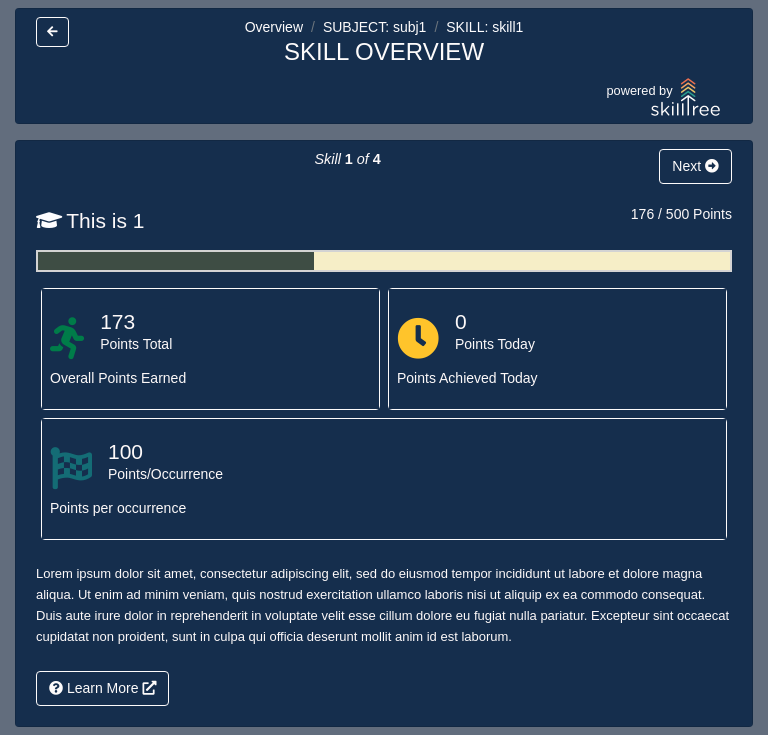 Overview / SUBJECT: subj1 / SKILL: skill1
SKILL OVERVIEW
powered by
skilltree
Skill 1 of 4
Next
This is 1
176 / 500 Points
173
Points Total
Overall Points Earned
0
Points Today
Points Achieved Today
100
Points/Occurrence
Points per occurrence
Lorem ipsum dolor sit amet, consectetur adipiscing elit, sed do eiusmod tempor incididunt ut labore et dolore magna
aliqua. Ut enim ad minim veniam, quis nostrud exercitation ullamco laboris nisi ut aliquip ex ea commodo consequat.
Duis aute irure dolor in reprehenderit in voluptate velit esse cillum dolore eu fugiat nulla pariatur. Excepteur sint occaecat
cupidatat non proident, sunt in culpa qui officia deserunt mollit anim id est laborum.
Learn More